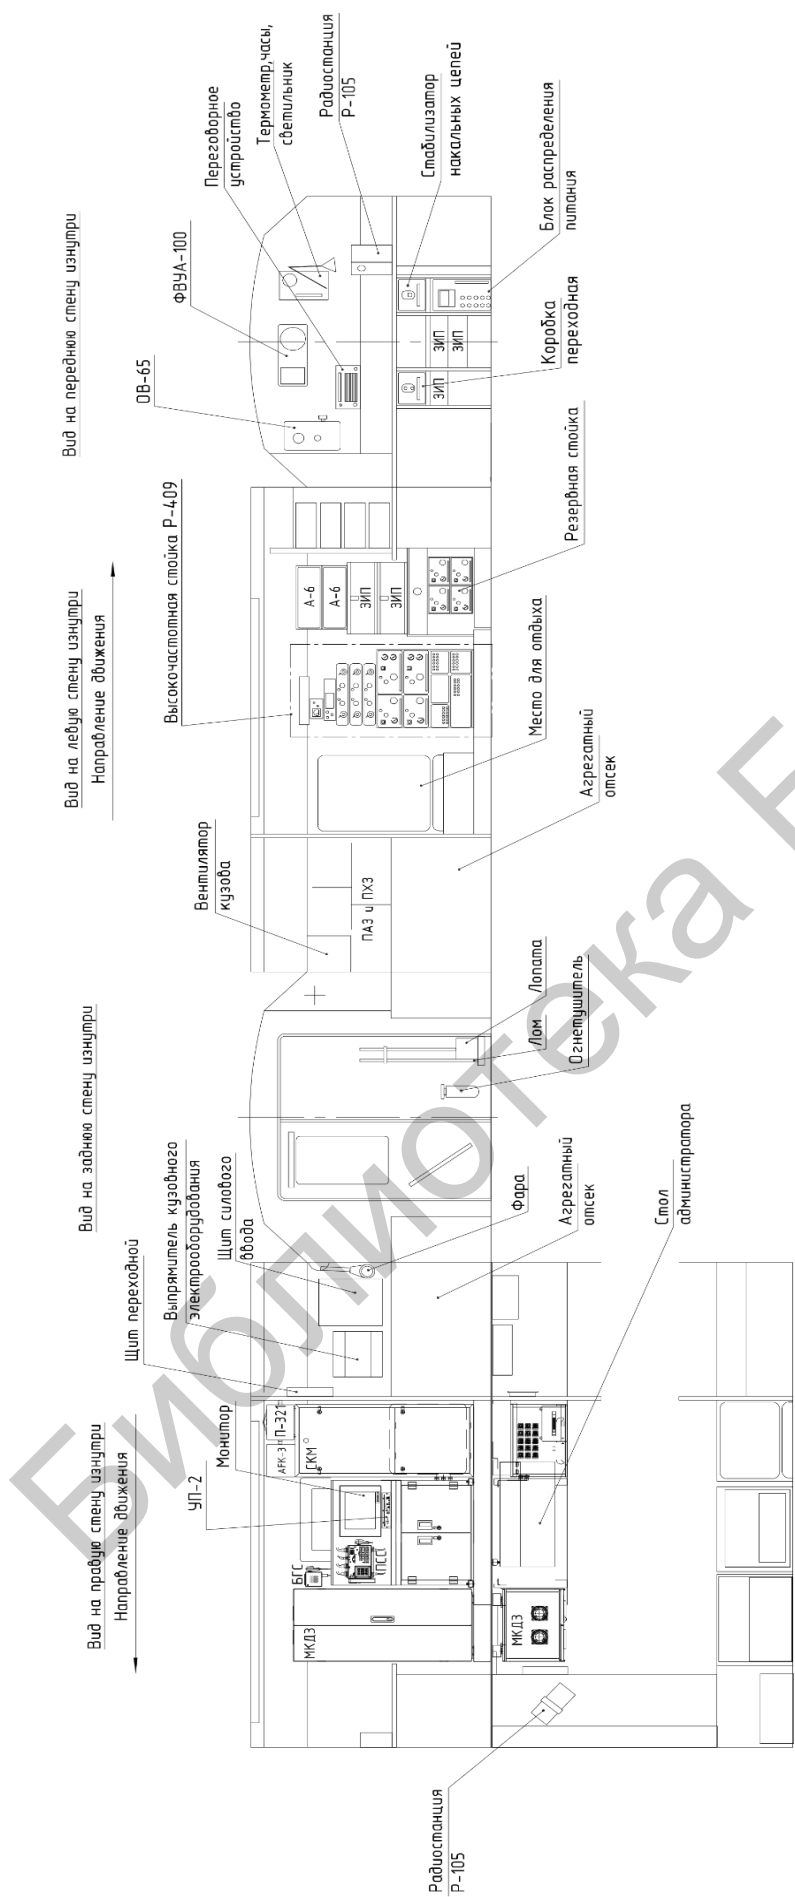 Вид на правую стену изнутри
Направление движения
Вид на заднюю стену изнутри
Вид на левую стену изнутри
Направление движения
Вид на переднюю стену изнутри
Щит переходной
Выпрямитель кузовного
электрооборудования
Щит силового
ввода
Монитор
УП-2
БГС
АГК-3
П-321
СКМ
ТПССП
МКДЗ
МКДЗ
Радиостанция
Р-105
Фара
Агрегатный
отсек
Стол
администратора
Лом
Лопата
Огнетушитель
Вентилятор
кузова
ПАЗ и ПХЗ
Агрегатный
отсек
Место для отдыха
Высокочастотная стойка Р-409
А-6
А-6
ЗИП
ЗИП
Резервная стойка
ОВ-65
ФВУА-100
Переговорное
устройство
Термометр,часы,
светильник
Радиостанция
Р-105
Стабилизатор
накальных цепей
Блок распределения
питания
Коробка
переходная
ЗИП
ЗИП
ЗИП
Библиотека Б